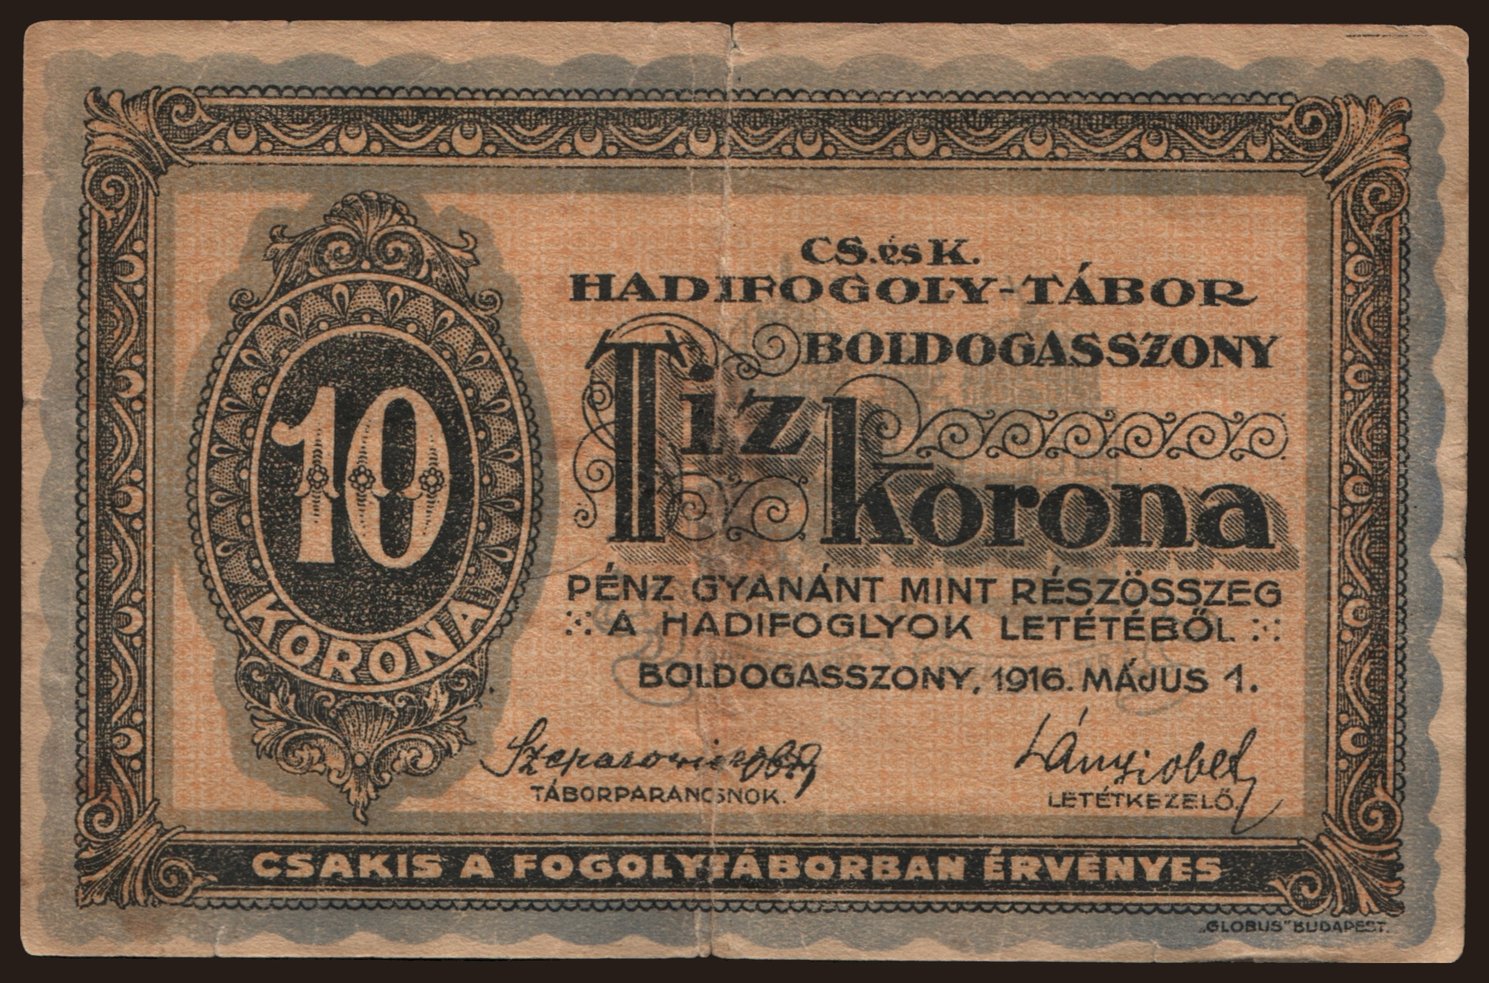 CS. és K.
HADIFOGOLY-TÁBOR
BOLDOGASSZONY
Tiz korona
10
KORONA
PÉNZ GYANÁNT MINT RÉSZÖSSZEG
A HADIFOGLYOK LETÉTÉBŐL
BOLDOGASSZONY, 1916. MÁJUS 1.
TÁBORPARANCSNOK.
LETÉTKEZELŐ.
CSAKIS A FOGOLYTÁBORBAN ÉRVÉNYES
„GLOBUS" BUDAPEST.